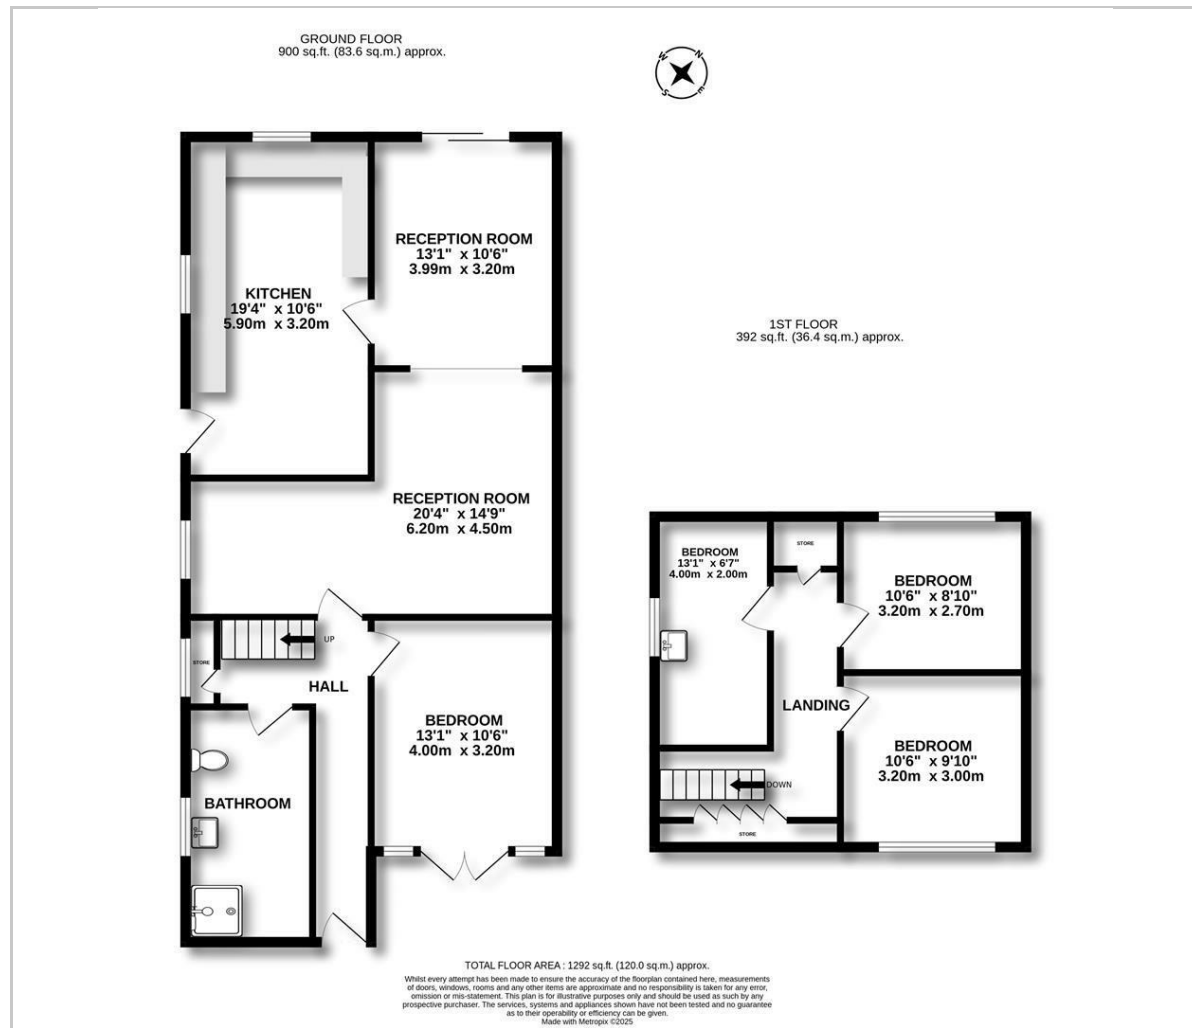 GROUND FLOOR
900 sq.ft. (83.6 sq.m.) approx.
N
E
S
W
KITCHEN
19'4" x 10'6"
5.90m x 3.20m
RECEPTION ROOM
13'1" x 10'6"
3.99m x 3.20m
RECEPTION ROOM
20'4" x 14'9"
6.20m x 4.50m
UP
STORE
HALL
BEDROOM
13'1" x 10'6"
4.00m x 3.20m
BATHROOM
1ST FLOOR
392 sq.ft. (36.4 sq.m.) approx.
BEDROOM
13'1" x 6'7"
4.00m x 2.00m
STORE
BEDROOM
10'6" x 8'10"
3.20m x 2.70m
LANDING
BEDROOM
10'6" x 9'10"
3.20m x 3.00m
DOWN
STORE
TOTAL FLOOR AREA : 1292 sq.ft. (120.0 sq.m.) approx.
Whilst every attempt has been made to ensure the accuracy of the floorplan contained here, measurements
of doors, windows, rooms and any other items are approximate and no responsibility is taken for any error,
omission or mis-statement. This plan is for illustrative purposes only and should be used as such by any
prospective purchaser. The services, systems and appliances shown have not been tested and no guarantee
as to their operability or efficiency can be given.
Made with Metropix ©2025